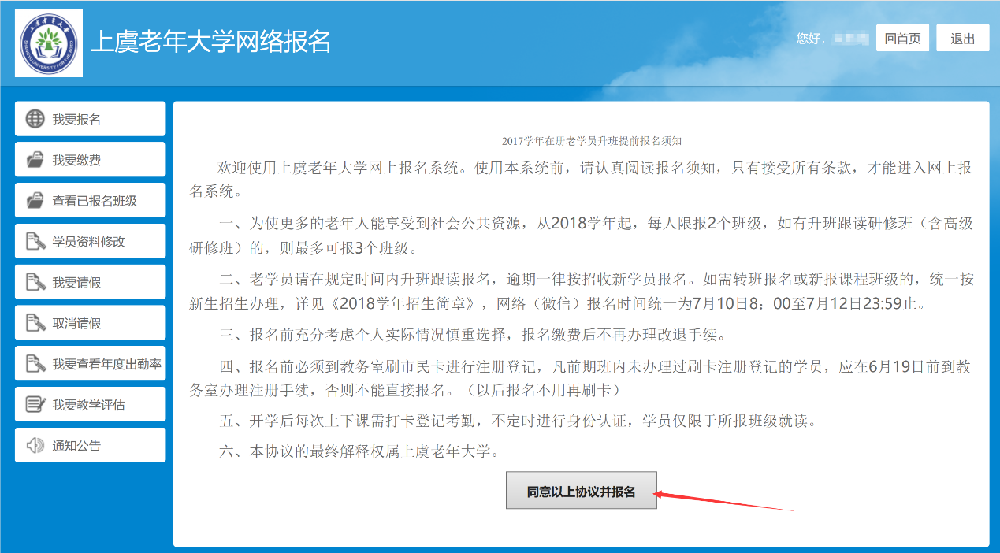 上虞老年大学
SHANGYU UNIVERSITY FOR THE AGED
上虞老年大学网络报名
您好，
回首页
退出
我要报名
我要缴费
查看已报名班级
学员资料修改
我要请假
取消请假
我要查看年度出勤率
我要教学评估
通知公告
2017学年在册老学员升班提前报名须知
欢迎使用上虞老年大学网上报名系统。使用本系统前，请认真阅读报名须知，只有接受所有条款，才能进入网上报
名系统。
一、为使更多的老年人能享受到社会公共资源，从2018学年起，每人限报2个班级，如有升班跟读研修班（含高级
研修班）的，则最多可报3个班级。
二、老学员请在规定时间内升班跟读报名，逾期一律按招收新学员报名。如需转班报名或新报课程班级的，统一按
新生招生办理，详见《2018学年招生简章》，网络（微信）报名时间统一为7月10日8：00至7月12日23:59止。
三、报名前充分考虑个人实际情况慎重选择，报名缴费后不再办理改退手续。
四、报名前必须到教务室刷市民卡进行注册登记，凡前期班内未办理过刷卡注册登记的学员，应在6月19日前到教
务室办理注册手续，否则不能直接报名。（以后报名不用再刷卡）
五、开学后每次上下课需打卡登记考勤，不定时进行身份认证，学员仅限于所报班级就读。
六、本协议的最终解释权属上虞老年大学。
同意以上协议并报名